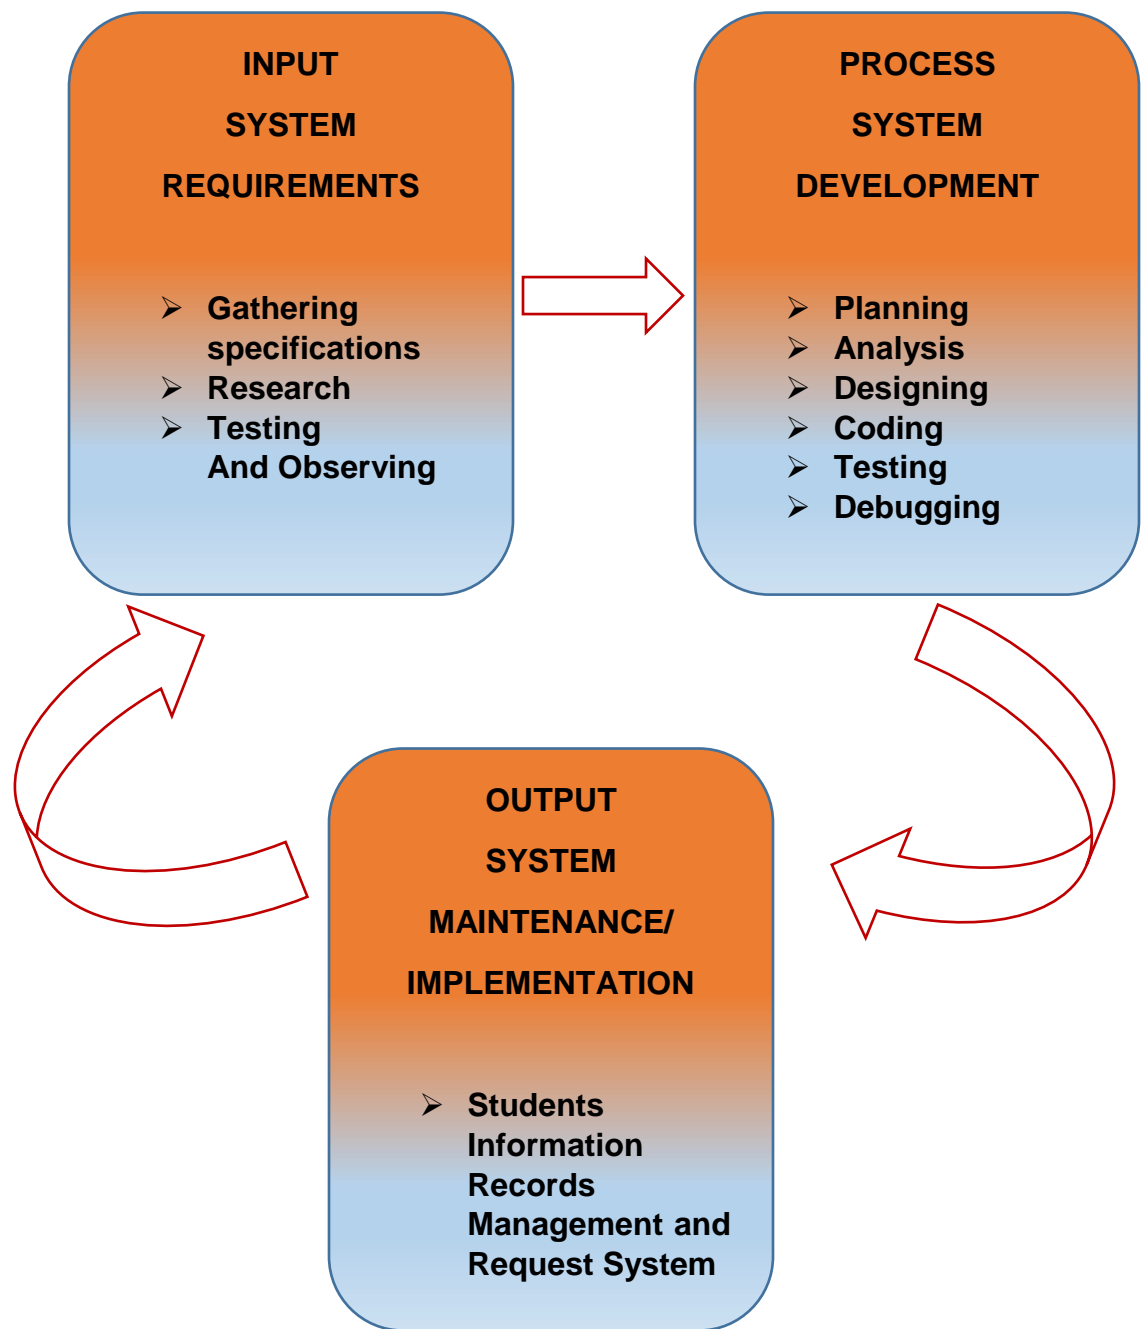 INPUT
SYSTEM
REQUIREMENTS
➢ Gathering
specifications
➢ Research
➢ Testing
And Observing
PROCESS
SYSTEM
DEVELOPMENT
➢ Planning
➢ Analysis
➢ Designing
➢ Coding
➢ Testing
➢ Debugging
OUTPUT
SYSTEM
MAINTENANCE/
IMPLEMENTATION
➢ Students
Information
Records
Management and
Request System